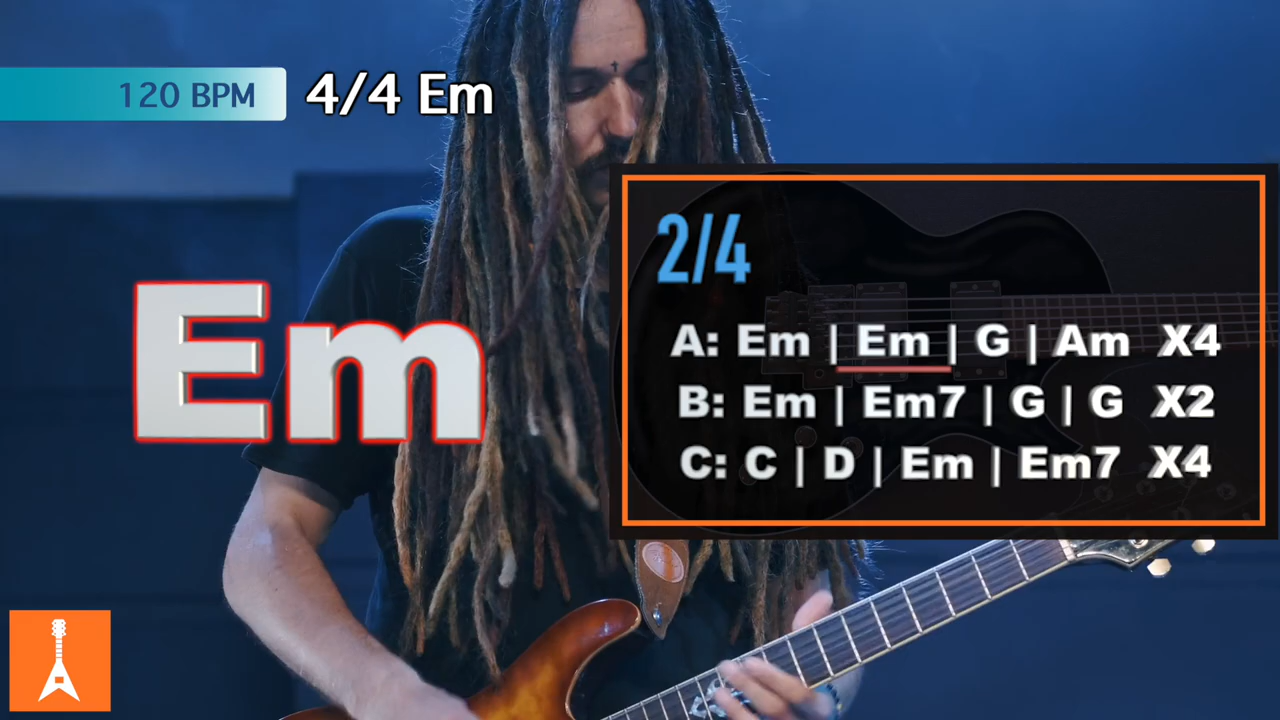 120 BPM 4/4 Em
Em
2/4
A: Em | Em | G | Am X4
B: Em | Em7 | G | G X2
C: C | D | Em | Em7 X4